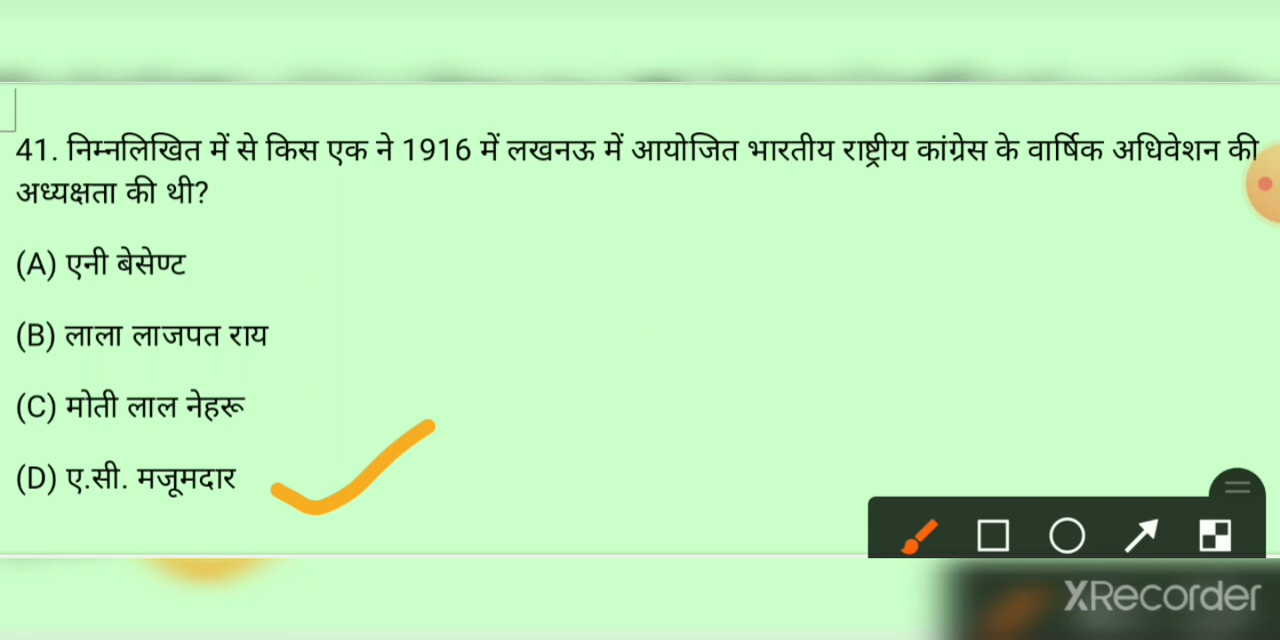 41. निम्नलिखित में से किस एक ने 1916 में लखनऊ में आयोजित भारतीय राष्ट्रीय कांग्रेस के वार्षिक अधिवेशन की
अध्यक्षता की थी?
(A) एनी बेसेण्ट
(B) लाला लाजपत राय
(C) मोती लाल नेहरू
(D) ए.सी. मजूमदार
XRecorder